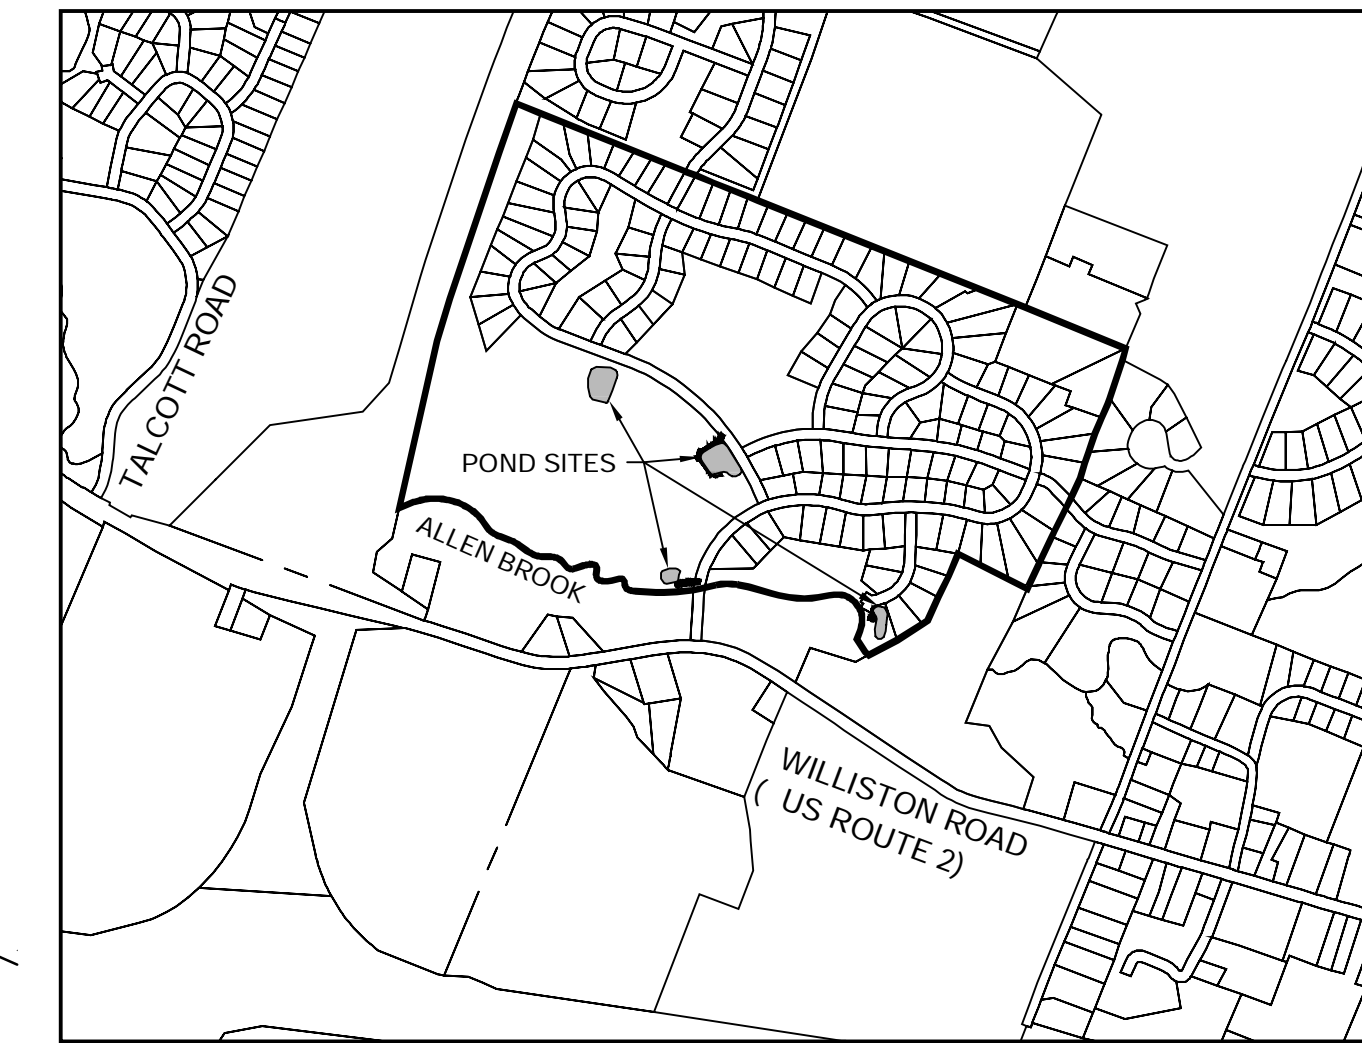 TALCOTT ROAD
POND SITES
ALLEN BROOK
WILLISTON ROAD
( US ROUTE 2)